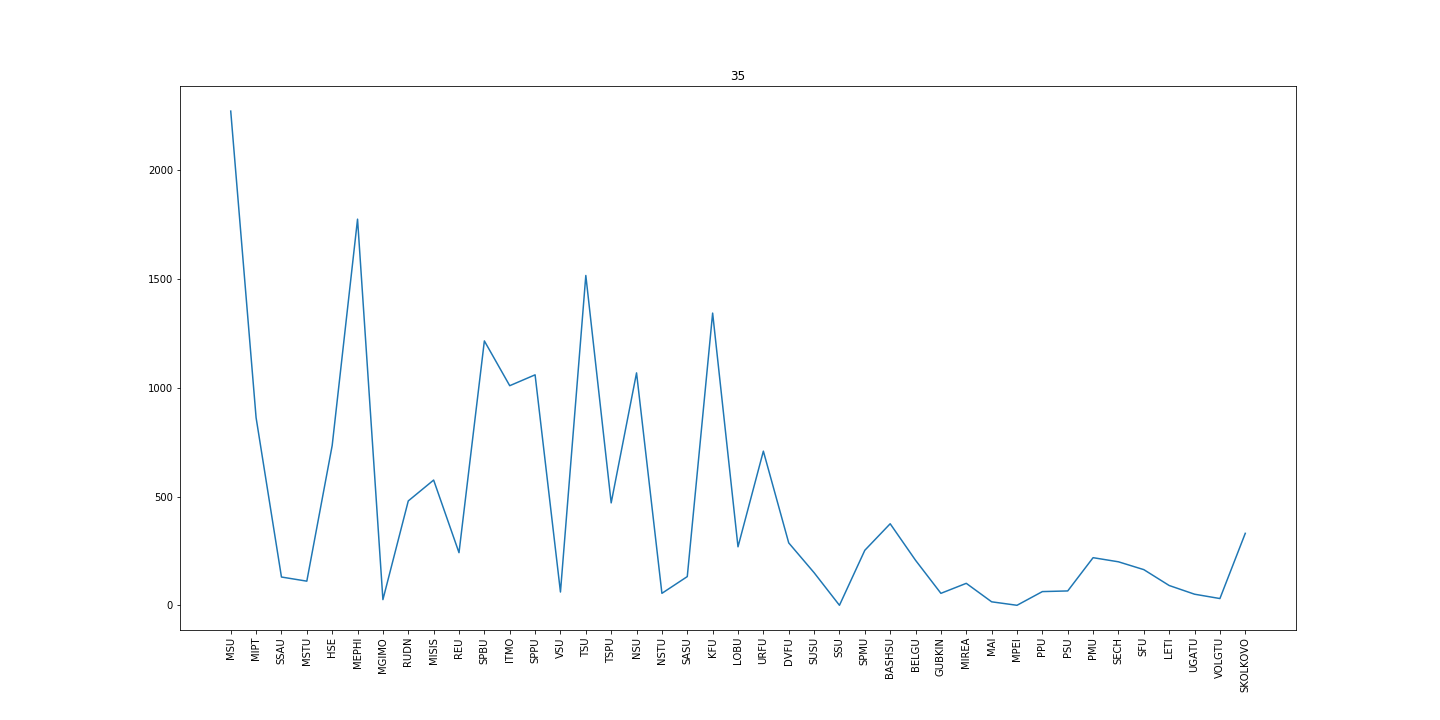 35
2000
1500
1000
500
0
MSU
MIPT
SSAU
MSTU
HSE
MEPHI
MGIMO
RUDN
MISIS
REU
SPBU
ITMO
SPPU
VSU
TSU
TSPU
NSU
NSTU
SASU
KFU
LOBU
URFU
DVFU
SUSU
SSU
SPMU
BASHSU
BELGU
GUBKIN
MIREA
MAI
MPEI
PPU
PSU
PMU
SECH
SFU
LETI
UGATU
VOLGTU
SKOLKOVO